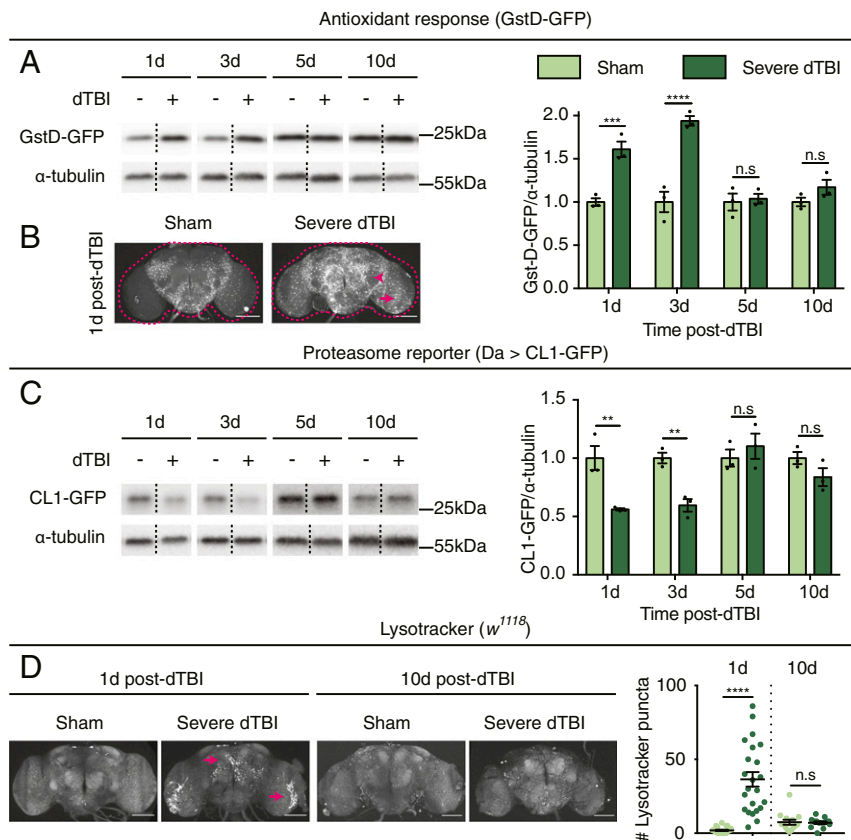 Antioxidant response (GstD-GFP)
A
1d 3d 5d 10d
dTBI - + - + - + - +
GstD-GFP
25kDa
α-tubulin
55kDa
Sham Severe dTBI
Gst-D-GFP/α-tubulin
2.0
1.5
1.0
0.5
0.0
*** **** n.s n.s
1d 3d 5d 10d
Time post-dTBI
B
Sham Severe dTBI
1d post-dTBI
Proteasome reporter (Da > CL1-GFP)
C
1d 3d 5d 10d
dTBI - + - + - + - +
CL1-GFP
25kDa
α-tubulin
55kDa
CL1-GFP/α-tubulin
1.5
1.0
0.5
0.0
** ** n.s n.s
1d 3d 5d 10d
Time post-dTBI
Lysotracker (w1118)
D
1d post-dTBI 10d post-dTBI
Sham Severe dTBI Sham Severe dTBI
# Lysotracker puncta
100
50
0
1d 10d
**** n.s